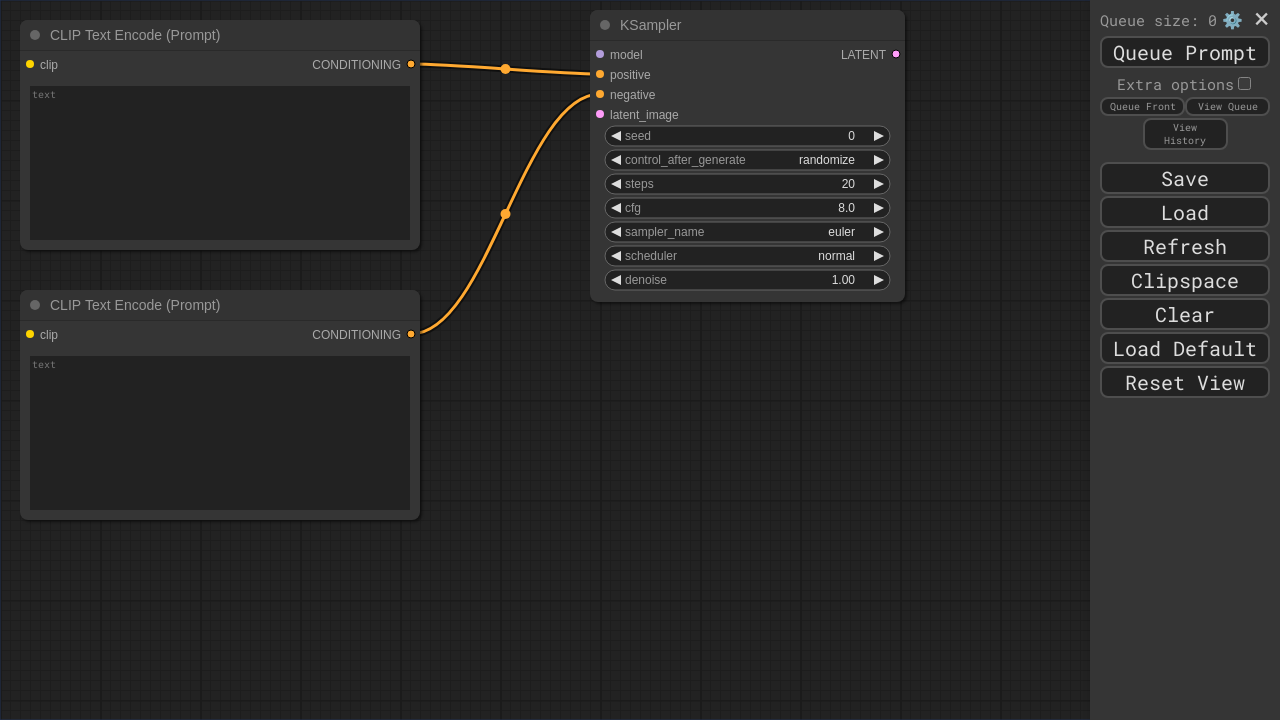 CLIP Text Encode (Prompt)
clip
CONDITIONING
text
CLIP Text Encode (Prompt)
clip
CONDITIONING
text
KSampler
model
LATENT
positive
negative
latent_image
seed 0
control_after_generate randomize
steps 20
cfg 8.0
sampler_name euler
scheduler normal
denoise 1.00
Queue size: 0
Queue Prompt
Extra options
Queue Front
View Queue
View
History
Save
Load
Refresh
Clipspace
Clear
Load Default
Reset View